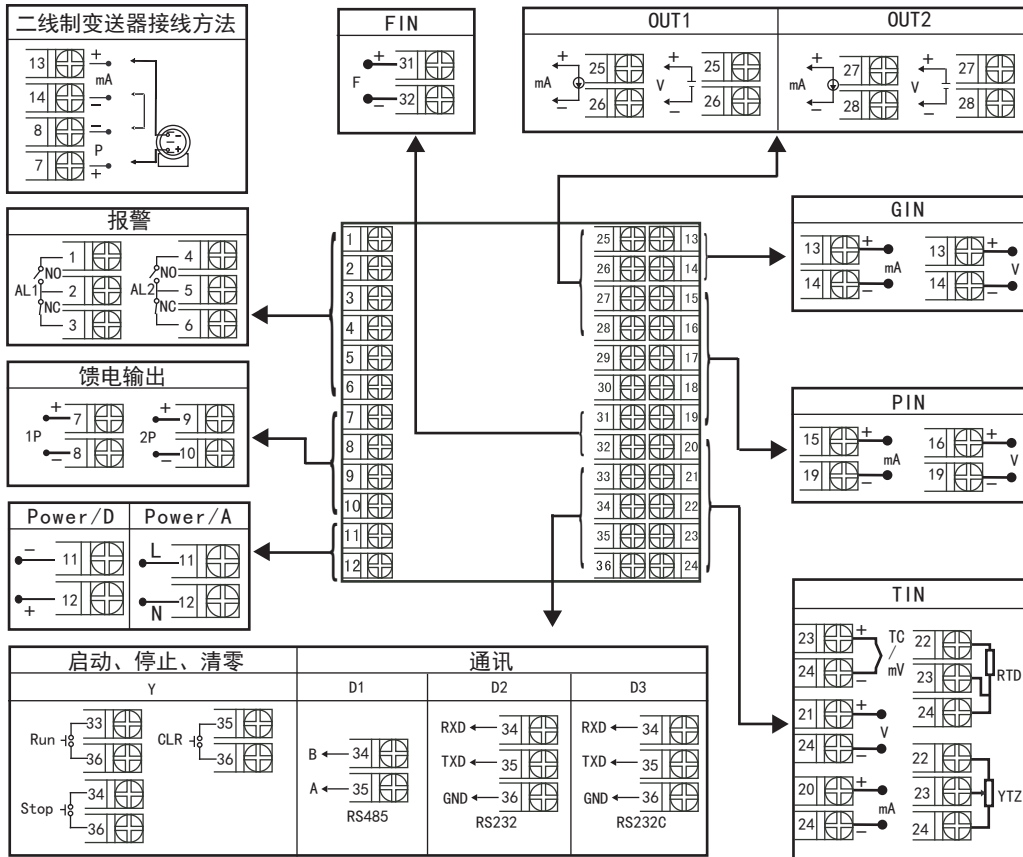 二线制变送器接线方法
13 + mA
14 -
8 - P
7 +
FIN
+ 31
F
- 32
OUT1 OUT2
+ mA - 25 26
+ V - 25 26
+ mA - 27 28
+ V - 27 28
报警
AL1 NO NC 1 2 3
AL2 NO NC 4 5 6
馈电输出
1P + 7 - 8
2P + 9 - 10
Power/D Power/A
- 11 L 11
+ 12 N 12
1
2
3
4
5
6
7
8
9
10
11
12
25 13
26 14
27 15
28 16
29 17
30 18
31 19
32 20
33 21
34 22
35 23
36 24
GIN
13 + mA 14 -
13 + V 14 -
PIN
15 + mA 19 -
16 + V 19 -
TIN
23 + TC / mV 24 -
22 23 24 RTD
21 + V 24 -
20 + mA 24 -
22 23 24 YTZ
启动、停止、清零 通讯
Y D1 D2 D3
Run 33 36
CLR 35 36
Stop 34 36
B 34
A 35
RS485
RXD 34
TXD 35
GND 36
RS232
RXD 34
TXD 35
GND 36
RS232C